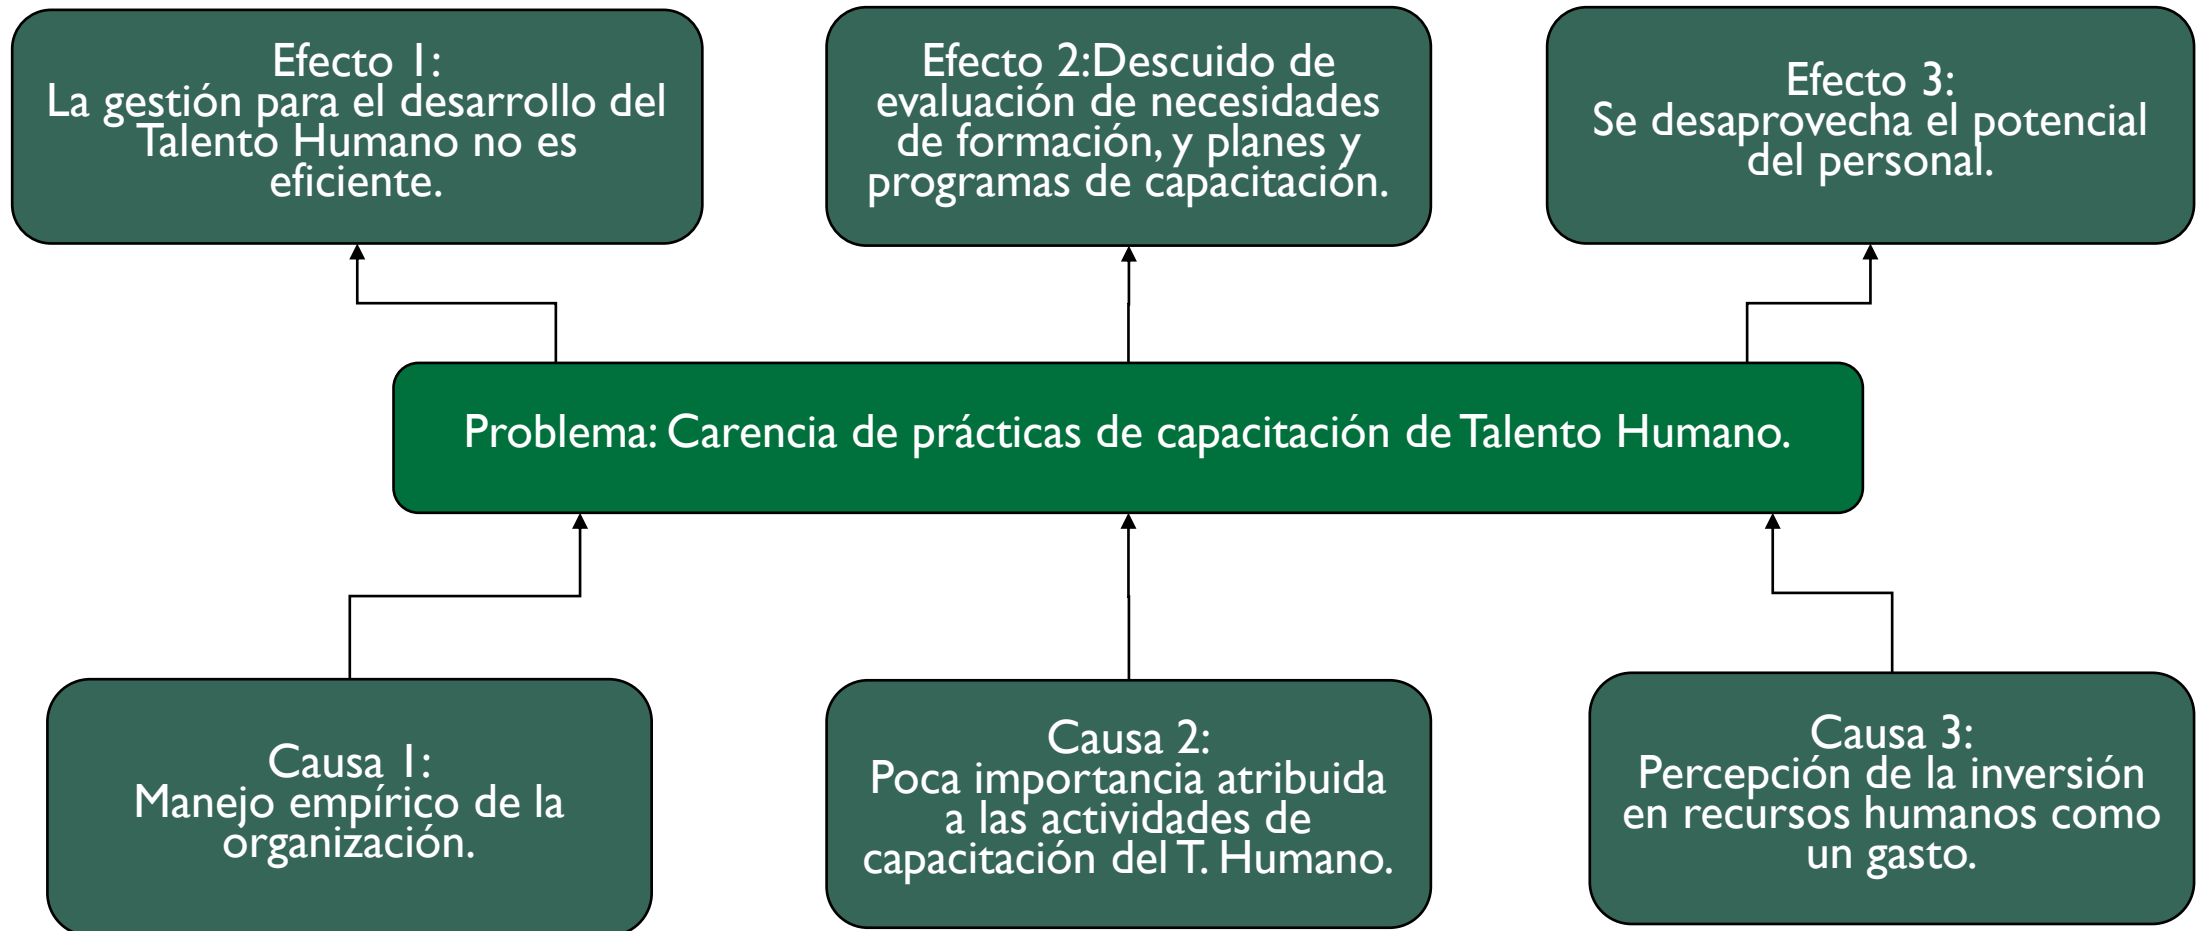 Efecto 1:
La gestión para el desarrollo del
Talento Humano no es
eficiente.
Efecto 2:Descuido de
evaluación de necesidades
de formación, y planes y
programas de capacitación.
Efecto 3:
Se desaprovecha el potencial
del personal.
Problema: Carencia de prácticas de capacitación de Talento Humano.
Causa 1:
Manejo empírico de la
organización.
Causa 2:
Poca importancia atribuida
a las actividades de
capacitación del T. Humano.
Causa 3:
Percepción de la inversión
en recursos humanos como
un gasto.